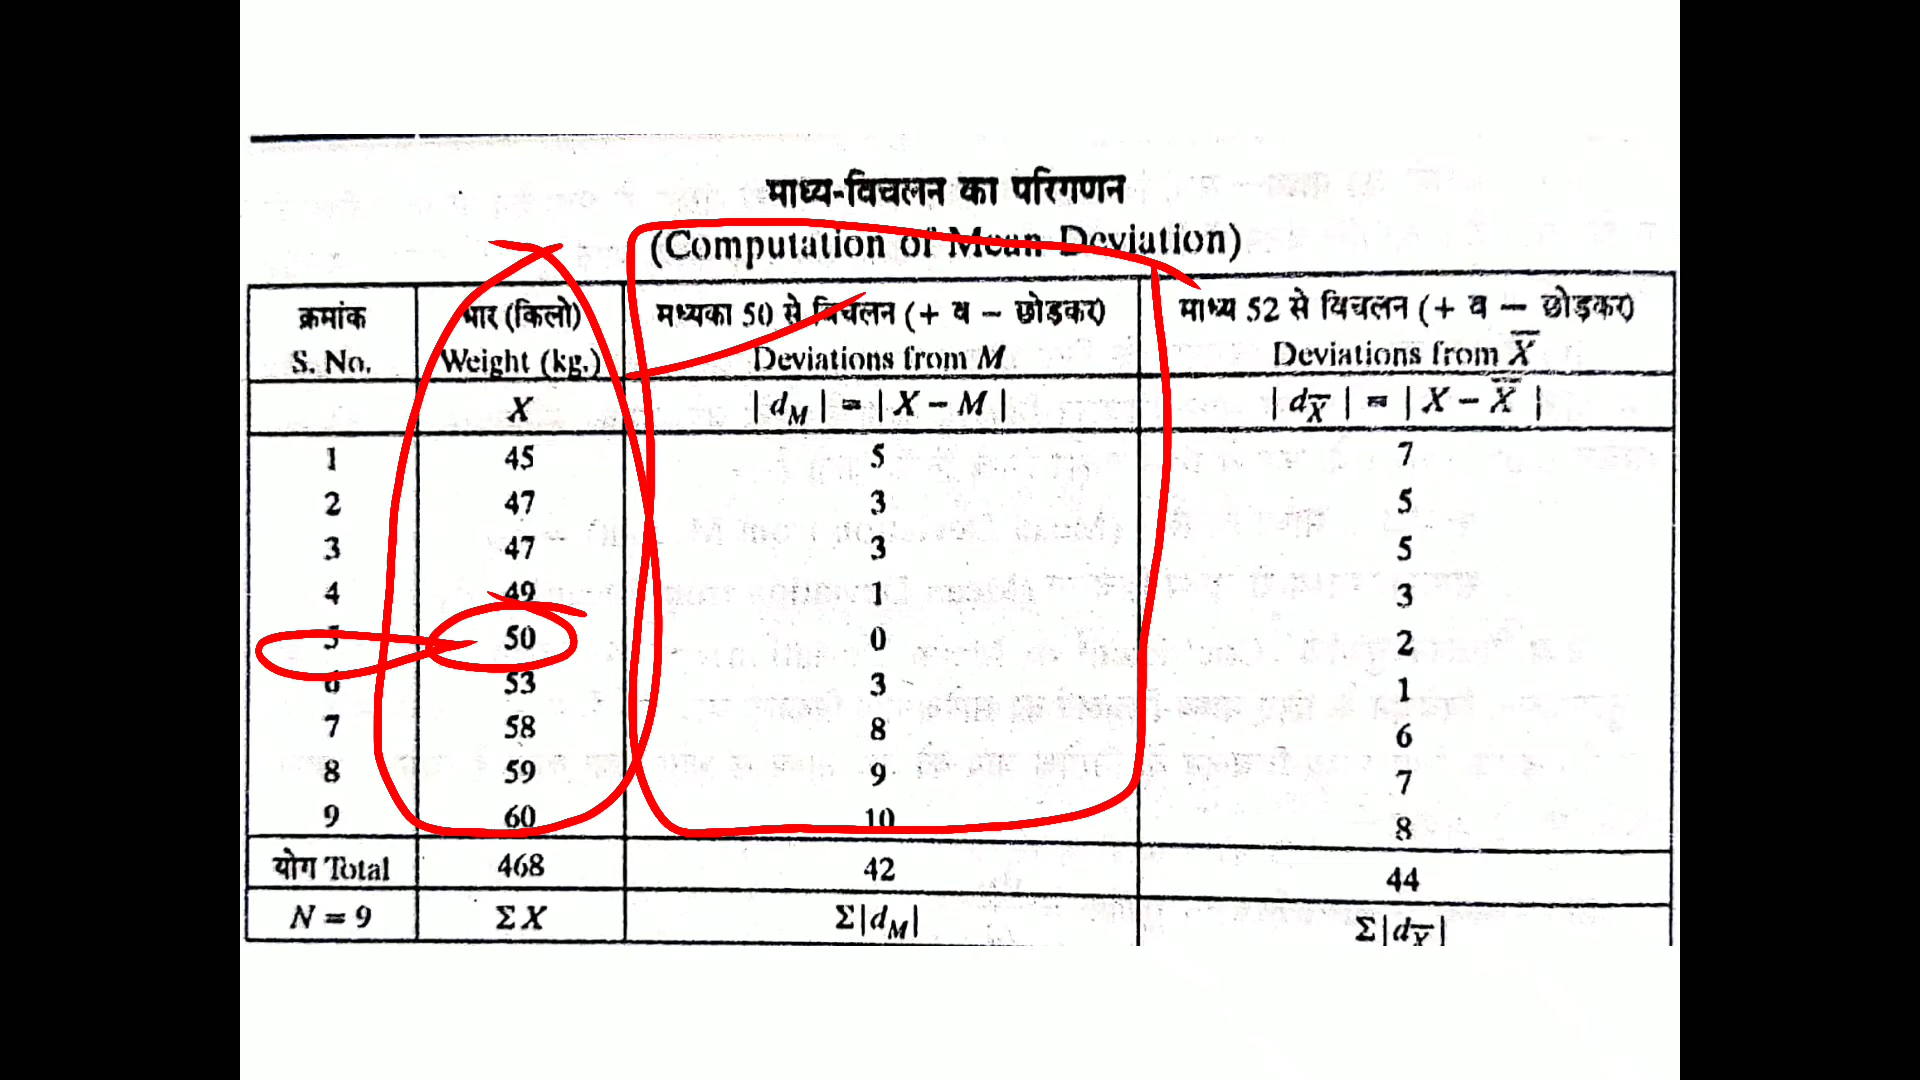 माध्य-विचलन का परिगणन
(Computation of Mean Deviation)
क्रमांक भार (किलो) मध्यका 50 से विचलन (+ व – छोड़कर) माध्य 52 से विचलन (+ व – छोड़कर)
S. No. Weight (kg.) Deviations from M Deviations from X̅
X |d_M| = |X – M| |d_X̅| = |X – X̅|
1 45 5 7
2 47 3 5
3 47 3 5
4 49 1 3
5 50 0 2
6 53 3 1
7 58 8 6
8 59 9 7
9 60 10 8
योग Total 468 42 44
N = 9 ΣX Σ|d_M| Σ|d_X̅|